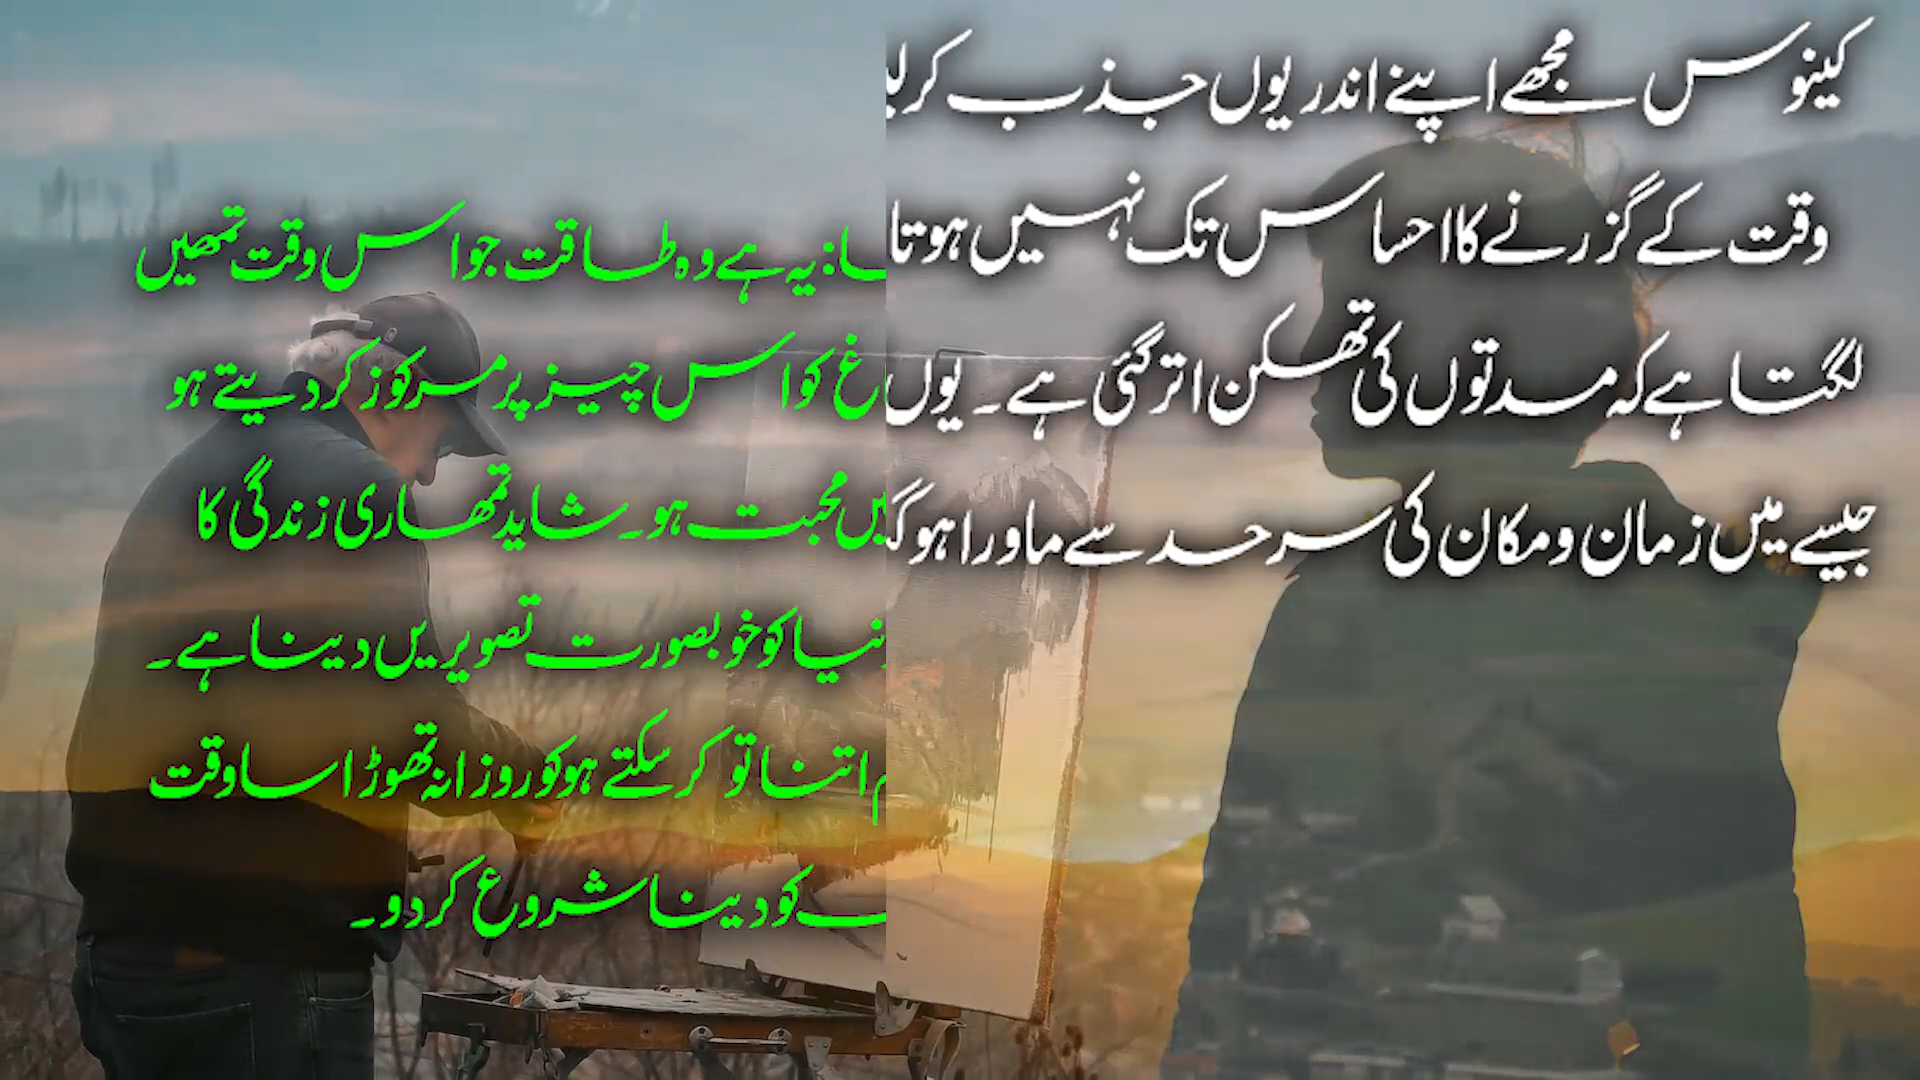 کینوس مجھے اپنے اندر یوں جذب کر
وقت کے گزرنے کا احساس تک نہیں ہوتا
لگتا ہے کہ مدتوں کی تھکن اتر گئی ہے۔ یوں
جیسے میں زمان و مکان کی سرحد سے ماورا ہو
یہ ہے وہ طاقت جو اس وقت تمھیں
کو اس چیز پر مرکوز کر دیتے ہو
محبت ہو۔ شاید تمھاری زندگی کا
کو خوبصورت تصویریں دینا ہے۔
اتنا تو کر سکتے ہو کو روزانہ تھوڑا سا وقت
کو دینا شروع کر دو۔